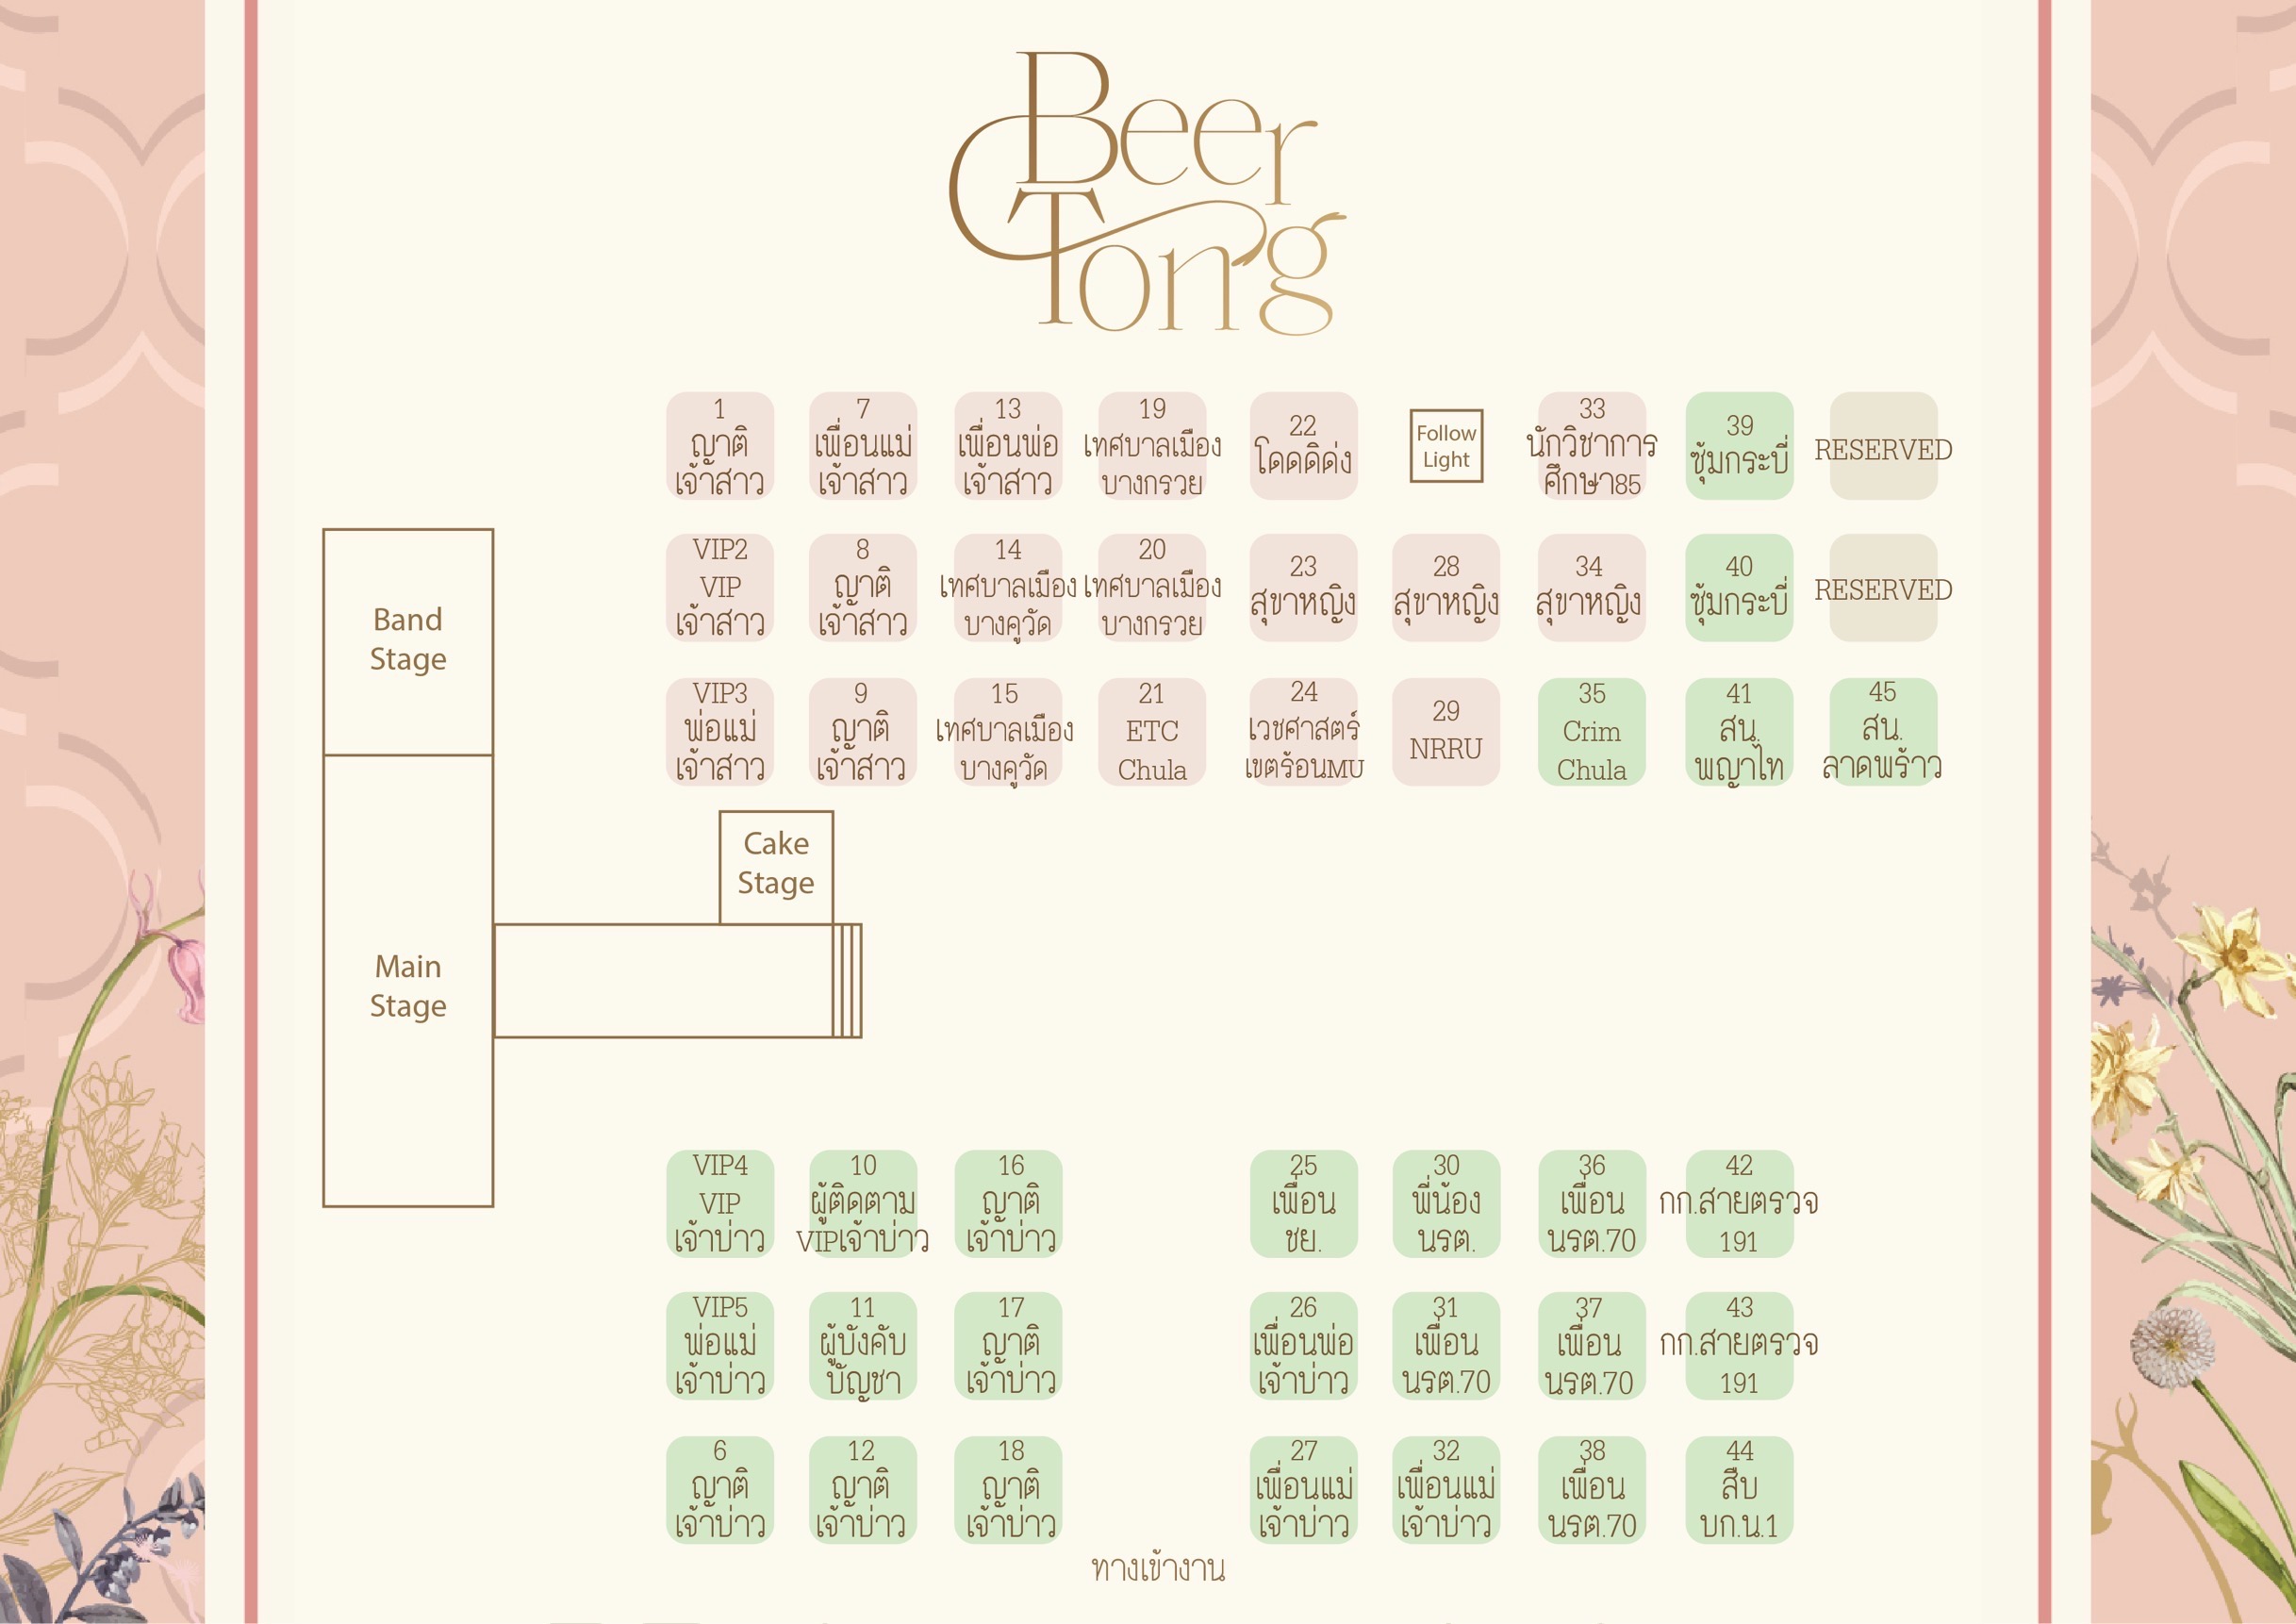 Beer
Tong
1
ญาติ
เจ้าสาว
7
เพื่อนแม่
เจ้าสาว
13
เพื่อนพ่อ
เจ้าสาว
19
เทศบาลเมือง
บางกรวย
22
โดดดิด่ง
Follow
Light
33
นักวิชาการ
ศึกษา85
39
ซุ้มกระบี่
RESERVED
VIP2
VIP
เจ้าสาว
8
ญาติ
เจ้าสาว
14
เทศบาลเมือง
บางคูวัด
20
เทศบาลเมือง
บางกรวย
23
สุขาหญิง
28
สุขาหญิง
34
สุขาหญิง
40
ซุ้มกระบี่
RESERVED
Band
Stage
VIP3
พ่อแม่
เจ้าสาว
9
ญาติ
เจ้าสาว
15
เทศบาลเมือง
บางคูวัด
21
ETC
Chula
24
เวชศาสตร์
เขตร้อนMU
29
NRRU
35
Crim
Chula
41
สน.
พญาไท
45
สน.
ลาดพร้าว
Cake
Stage
Main
Stage
VIP4
VIP
เจ้าบ่าว
10
ผู้ติดตาม
VIPเจ้าบ่าว
16
ญาติ
เจ้าบ่าว
25
เพื่อน
ชย.
30
พี่น้อง
นรต.
36
เพื่อน
นรต.70
42
กก.สายตรวจ
191
VIP5
พ่อแม่
เจ้าบ่าว
11
ผู้บังคับ
บัญชา
17
ญาติ
เจ้าบ่าว
26
เพื่อนพ่อ
เจ้าบ่าว
31
เพื่อน
นรต.70
37
เพื่อน
นรต.70
43
กก.สายตรวจ
191
6
ญาติ
เจ้าบ่าว
12
ญาติ
เจ้าบ่าว
18
ญาติ
เจ้าบ่าว
27
เพื่อนแม่
เจ้าบ่าว
32
เพื่อนแม่
เจ้าบ่าว
38
เพื่อน
นรต.70
44
สืบ
บก.น.1
ทางเข้างาน